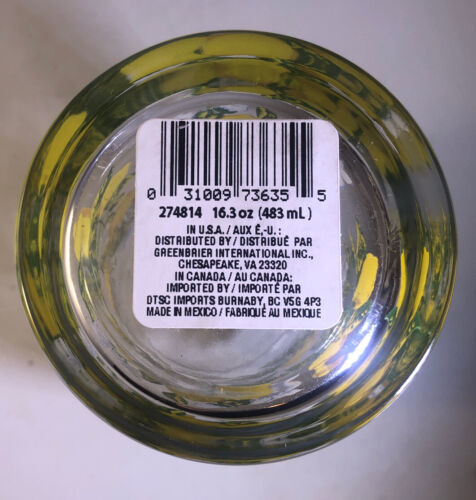 0 31009 73635 5
274814 16.3 oz (483 mL)
IN U.S.A. / AUX É.-U. :
DISTRIBUTED BY / DISTRIBUÉ PAR
GREENBRIER INTERNATIONAL INC.,
CHESAPEAKE, VA 23320
IN CANADA / AU CANADA:
IMPORTED BY / IMPORTÉ PAR
DTSC IMPORTS BURNABY, BC V5G 4P3
MADE IN MEXICO / FABRIQUÉ AU MEXIQUE